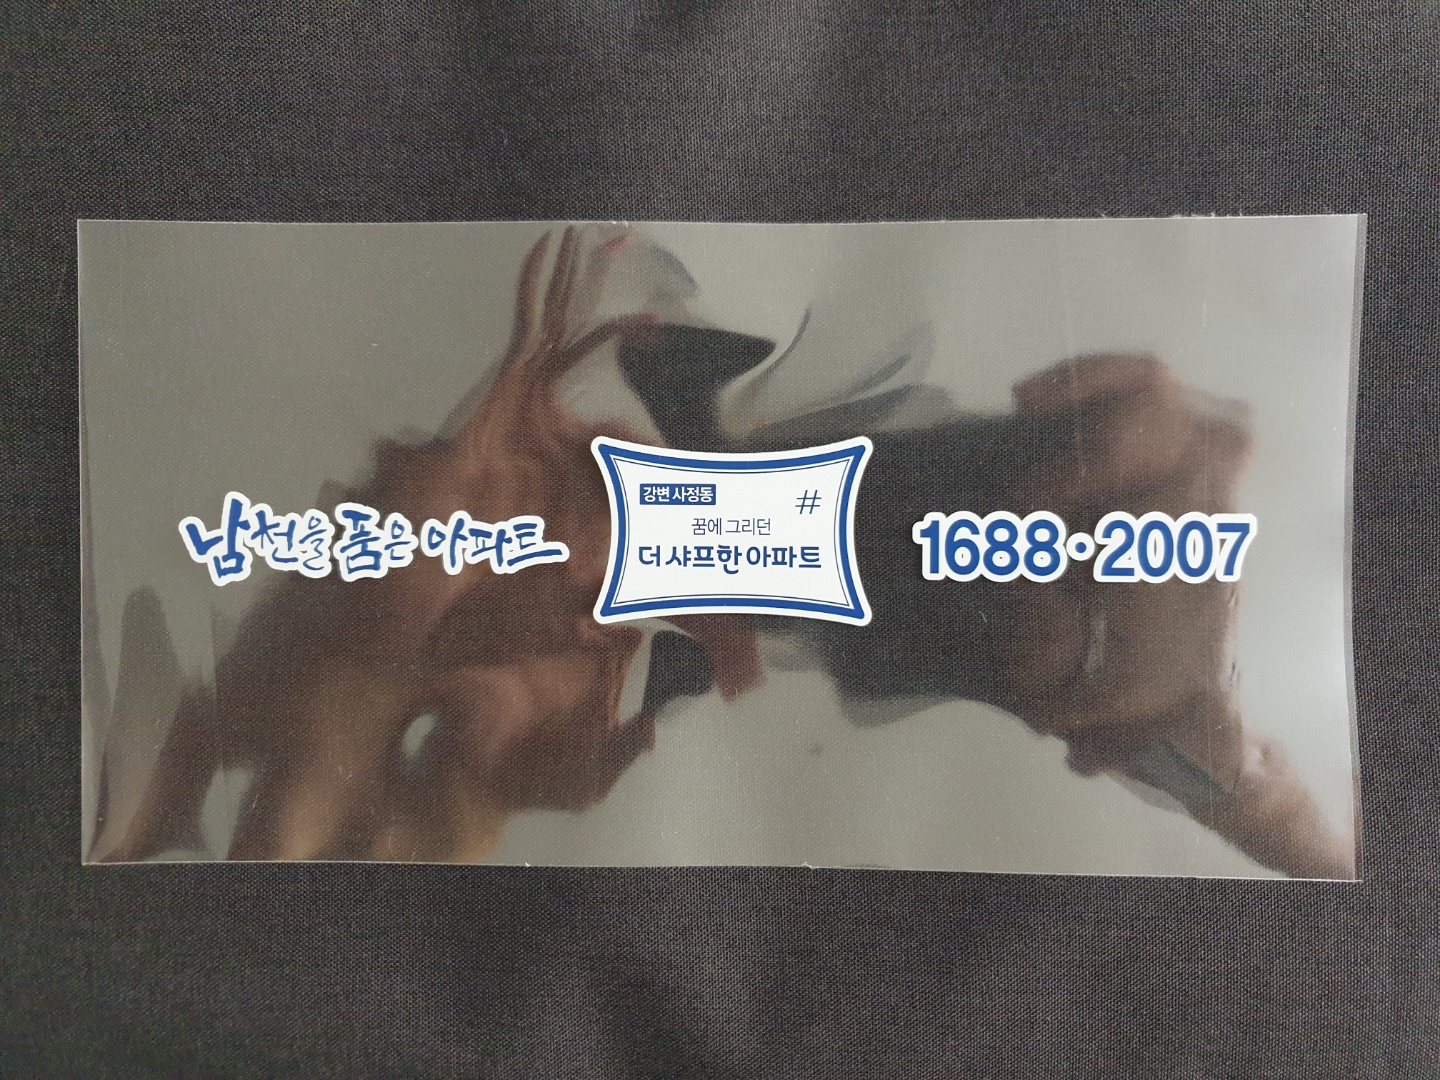 남천을 품은 아파트
강변 사정동
#
꿈에 그리던
더 샤프한 아파트
1688·2007